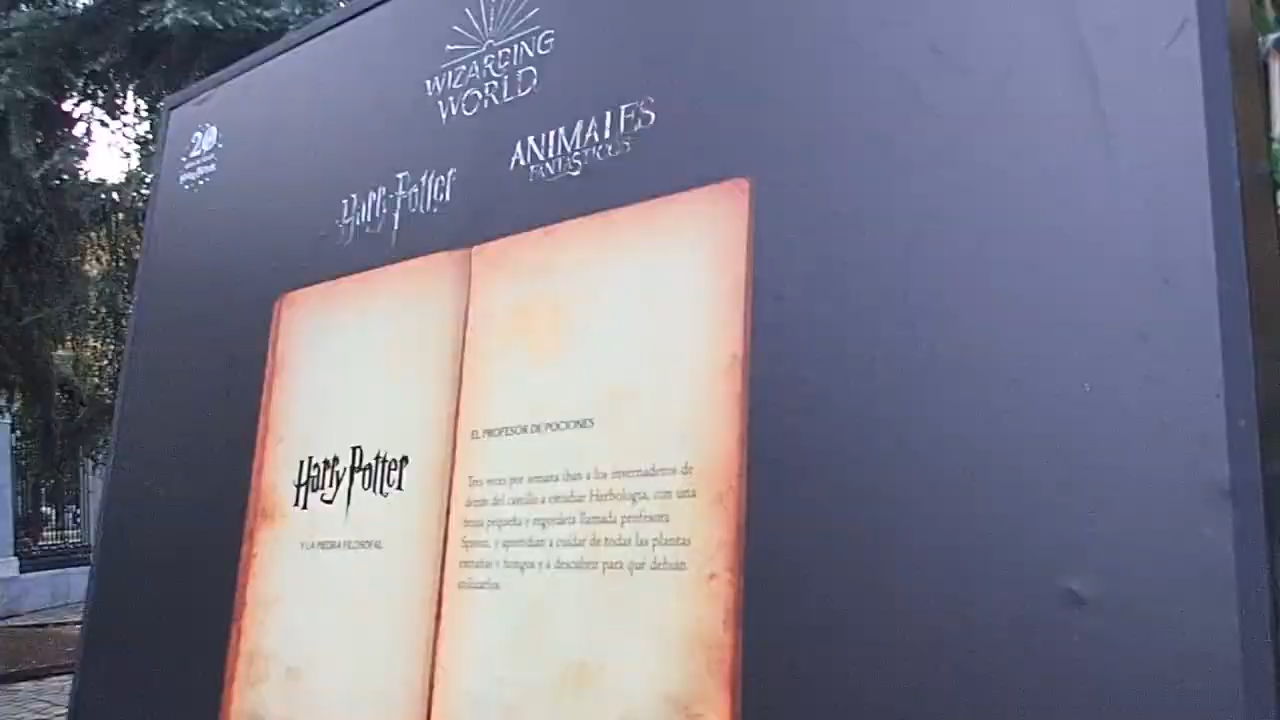 WIZARDING
WORLD
20
ANIMALES
FANTÁSTICOS
Harry Potter
Harry Potter
Y LA PIEDRA FILOSOFAL
EL PROFESOR DE POCIONES
Tres veces por semana iban a los invernaderos de
detrás del castillo a estudiar Herbología, con una
bruja pequeña y regordeta llamada profesora
Sprout, y aprendían a cuidar de todas las plantas
extrañas y hongos y a descubrir para qué debían
utilizarlos.